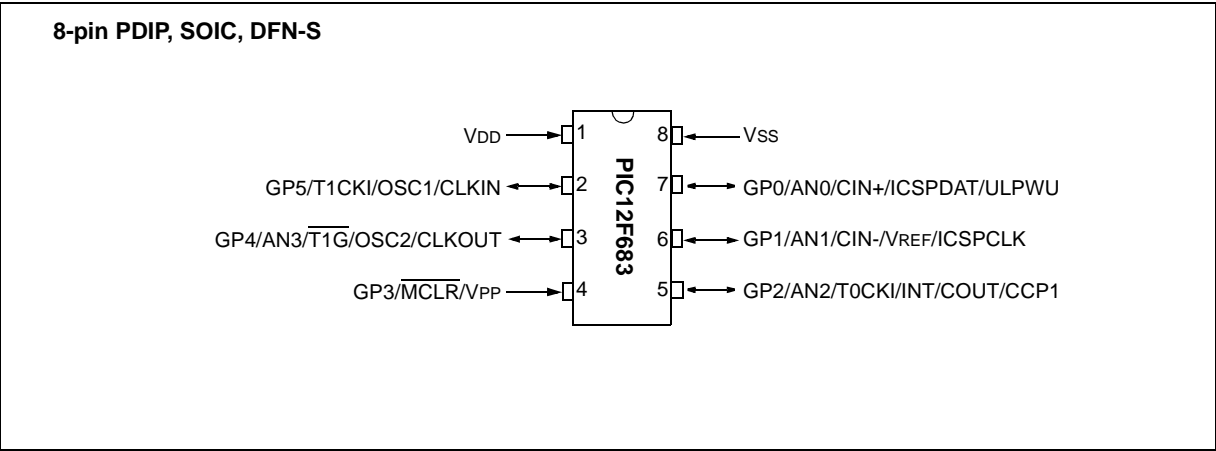 8-pin PDIP, SOIC, DFN-S
VDD
1
8
VSS
GP5/T1CKI/OSC1/CLKIN
2
7
GP0/AN0/CIN+/ICSPDAT/ULPWU
GP4/AN3/T1G/OSC2/CLKOUT
3
6
GP1/AN1/CIN-/VREF/ICSPCLK
GP3/MCLR/VPP
4
5
GP2/AN2/T0CKI/INT/COUT/CCP1
PIC12F683